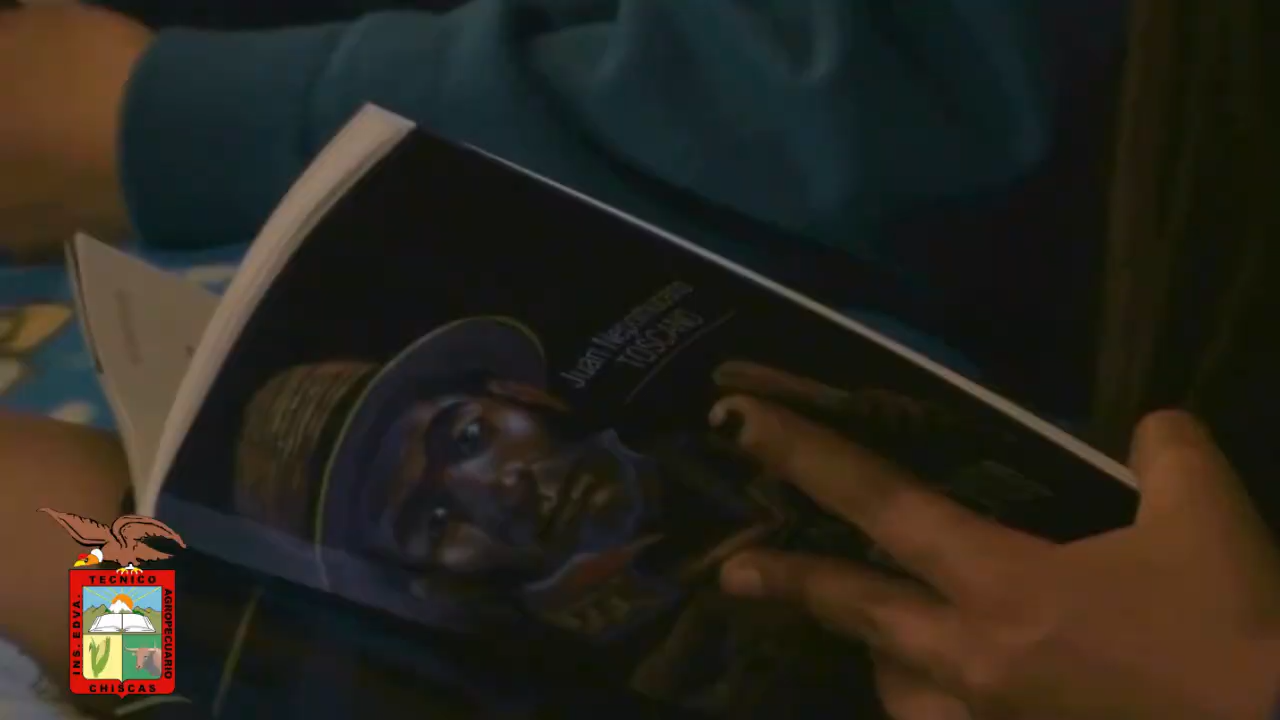 Juan Nepomuceno
TOSCANO
TECNICO
INS. EDVA.
AGROPECUARIO
CHISCAS